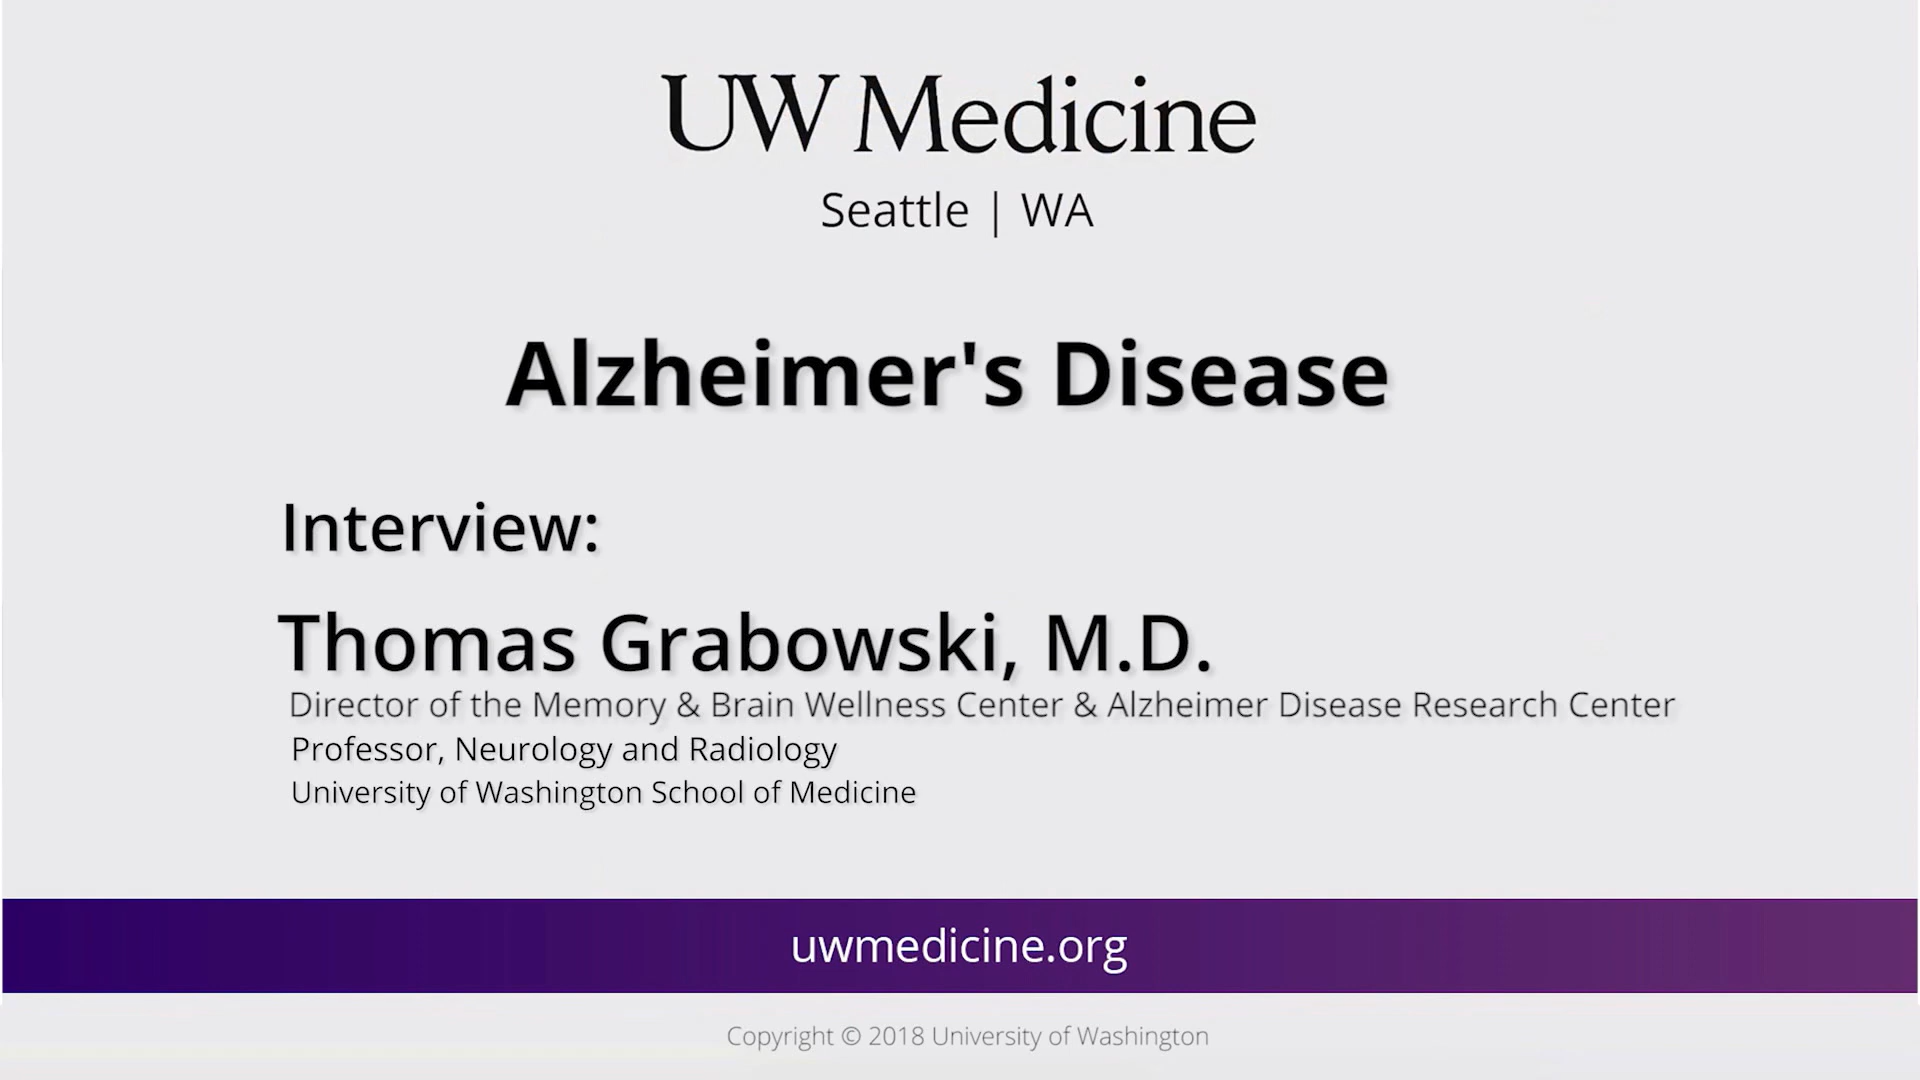 UW Medicine
Seattle | WA
Alzheimer's Disease
Interview:
Thomas Grabowski, M.D.
Director of the Memory & Brain Wellness Center & Alzheimer Disease Research Center
Professor, Neurology and Radiology
University of Washington School of Medicine
uwmedicine.org
Copyright © 2018 University of Washington